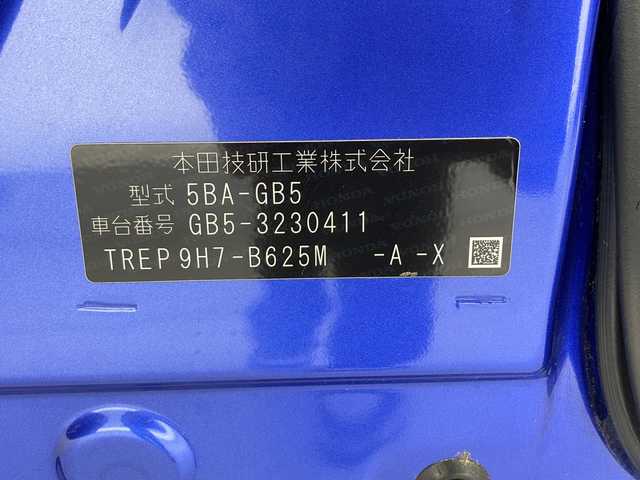 本田技研工業株式会社
型式 5BA-GB5
車台番号 GB5-3230411
TREP 9H7-B625M -A -X